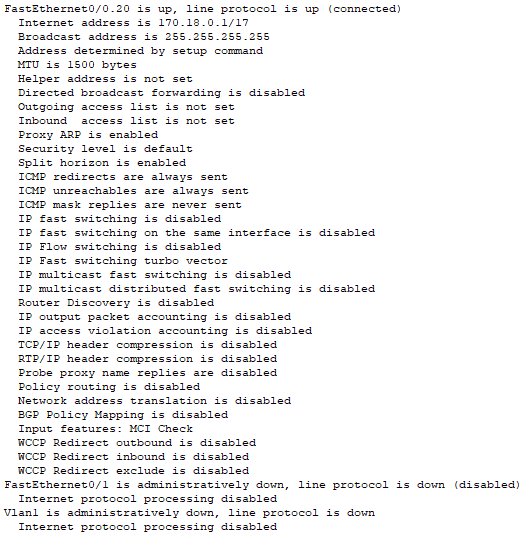 FastEthernet0/0.20 is up, line protocol is up (connected)
Internet address is 170.18.0.1/17
Broadcast address is 255.255.255.255
Address determined by setup command
MTU is 1500 bytes
Helper address is not set
Directed broadcast forwarding is disabled
Outgoing access list is not set
Inbound  access list is not set
Proxy ARP is enabled
Security level is default
Split horizon is enabled
ICMP redirects are always sent
ICMP unreachables are always sent
ICMP mask replies are never sent
IP fast switching is disabled
IP fast switching on the same interface is disabled
IP Flow switching is disabled
IP Fast switching turbo vector
IP multicast fast switching is disabled
IP multicast distributed fast switching is disabled
Router Discovery is disabled
IP output packet accounting is disabled
IP access violation accounting is disabled
TCP/IP header compression is disabled
RTP/IP header compression is disabled
Probe proxy name replies are disabled
Policy routing is disabled
Network address translation is disabled
BGP Policy Mapping is disabled
Input features: MCI Check
WCCP Redirect outbound is disabled
WCCP Redirect inbound is disabled
WCCP Redirect exclude is disabled
FastEthernet0/1 is administratively down, line protocol is down (disabled)
Internet protocol processing disabled
Vlan1 is administratively down, line protocol is down
Internet protocol processing disabled